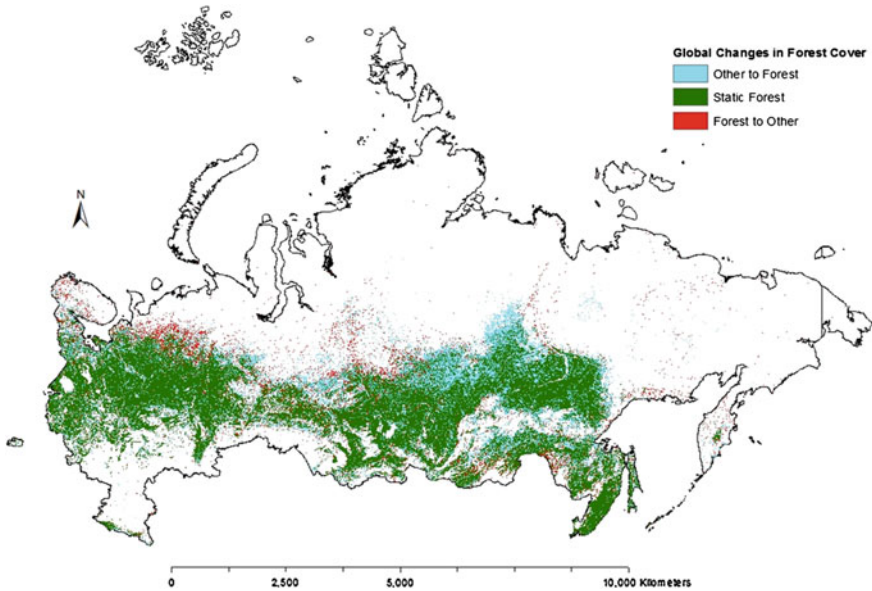 Global Changes in Forest Cover
Other to Forest
Static Forest
Forest to Other
N
0 2,500 5,000 10,000 Kilometers